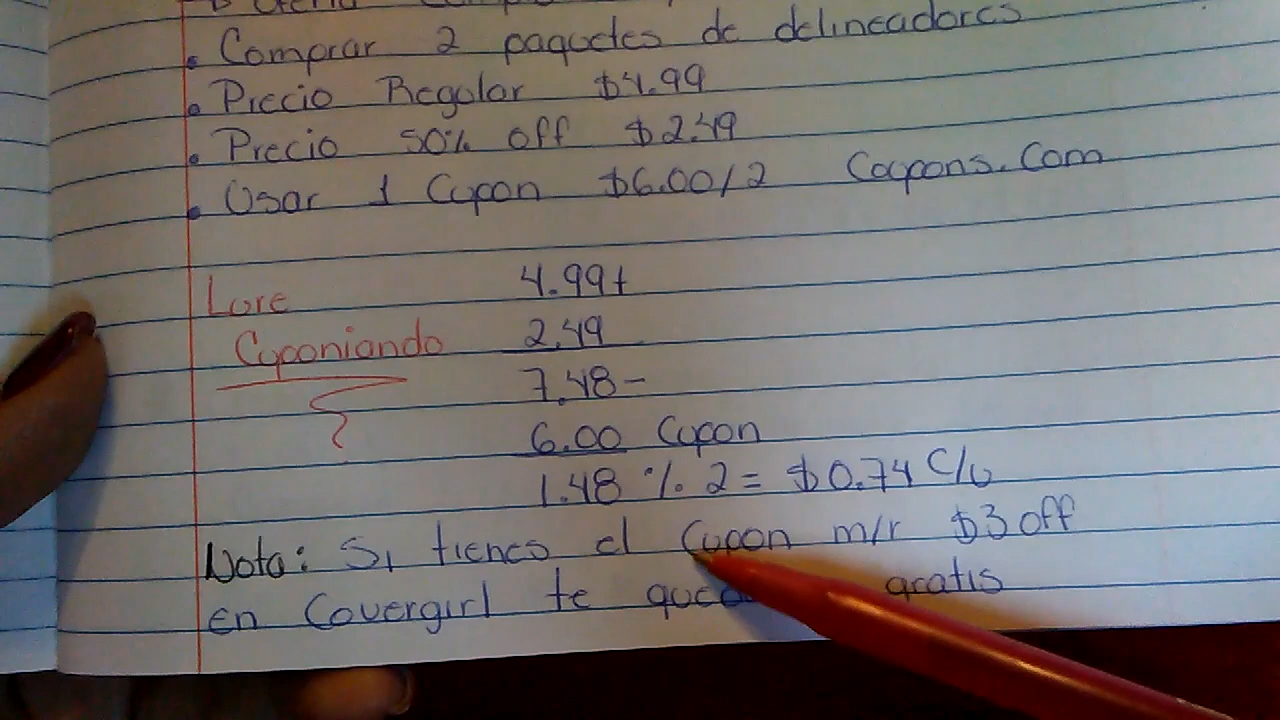 • Comprar 2 paquetes de delineadores
• Precio Regular $4.99
• Precio 50% off $2.49
• Usar 1 Cupon $6.00/2 Coupons.Com
Lore
Cuponiando
4.99+
2.49
7.48-
6.00 Cupon
1.48 % 2 = $0.74 C/U
Nota: Si tienes el Cupon m/r $3 off
en Covergirl te gratis